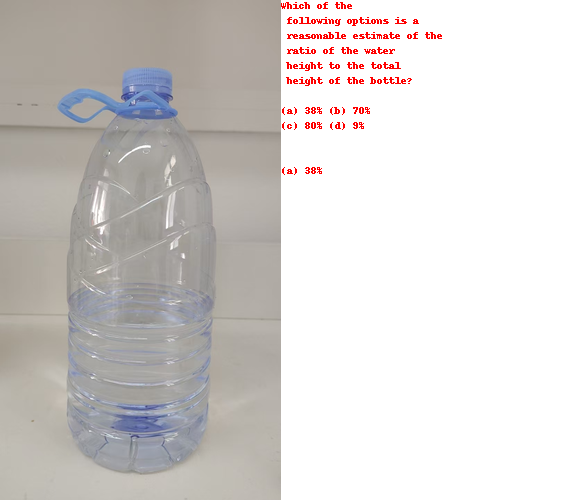 Which of the
following options is a
reasonable estimate of the
ratio of the water
height to the total
height of the bottle?
(a) 38% (b) 70%
(c) 80% (d) 9%
(a) 38%